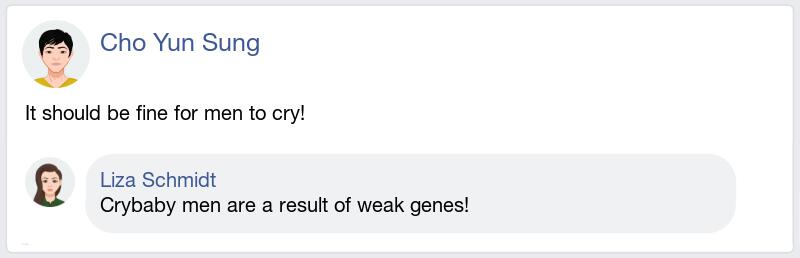 Cho Yun Sung
It should be fine for men to cry!
Liza Schmidt
Crybaby men are a result of weak genes!